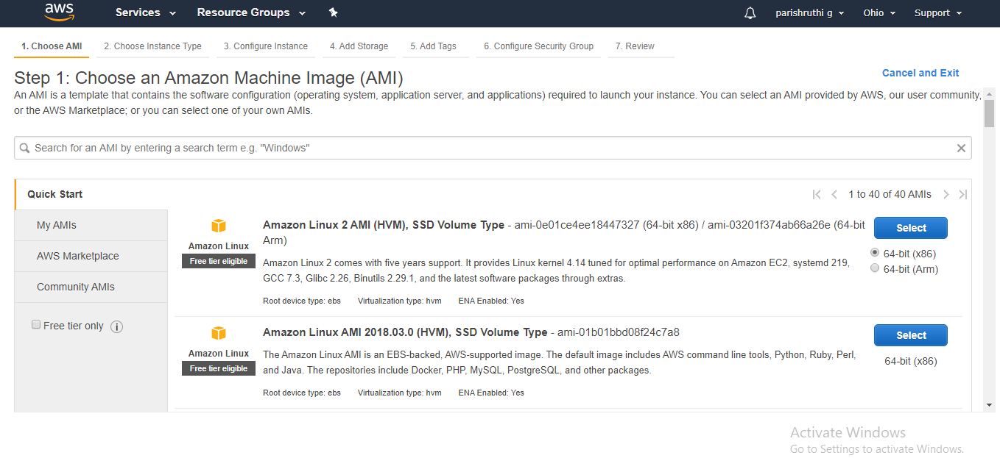 aws Services Resource Groups parishruthi g Ohio Support
1. Choose AMI 2. Choose Instance Type 3. Configure Instance 4. Add Storage 5. Add Tags 6. Configure Security Group 7. Review
Step 1: Choose an Amazon Machine Image (AMI)
Cancel and Exit
An AMI is a template that contains the software configuration (operating system, application server, and applications) required to launch your instance. You can select an AMI provided by AWS, our user community,
or the AWS Marketplace; or you can select one of your own AMIs.
Search for an AMI by entering a search term e.g. "Windows"
Quick Start
1 to 40 of 40 AMIs
My AMIs
AWS Marketplace
Community AMIs
Free tier only
Amazon Linux
Free tier eligible
Amazon Linux 2 AMI (HVM), SSD Volume Type - ami-0e01ce4ee18447327 (64-bit x86) / ami-03201f374ab66a26e (64-bit
Arm)
Amazon Linux 2 comes with five years support. It provides Linux kernel 4.14 tuned for optimal performance on Amazon EC2, systemd 219,
GCC 7.3, Glibc 2.26, Binutils 2.29.1, and the latest software packages through extras.
Root device type: ebs Virtualization type: hvm ENA Enabled: Yes
Select
64-bit (x86)
64-bit (Arm)
Amazon Linux
Free tier eligible
Amazon Linux AMI 2018.03.0 (HVM), SSD Volume Type - ami-01b01bbd08f24c7a8
The Amazon Linux AMI is an EBS-backed, AWS-supported image. The default image includes AWS command line tools, Python, Ruby, Perl,
and Java. The repositories include Docker, PHP, MySQL, PostgreSQL, and other packages.
Root device type: ebs Virtualization type: hvm ENA Enabled: Yes
Select
64-bit (x86)
Activate Windows
Go to Settings to activate Windows.